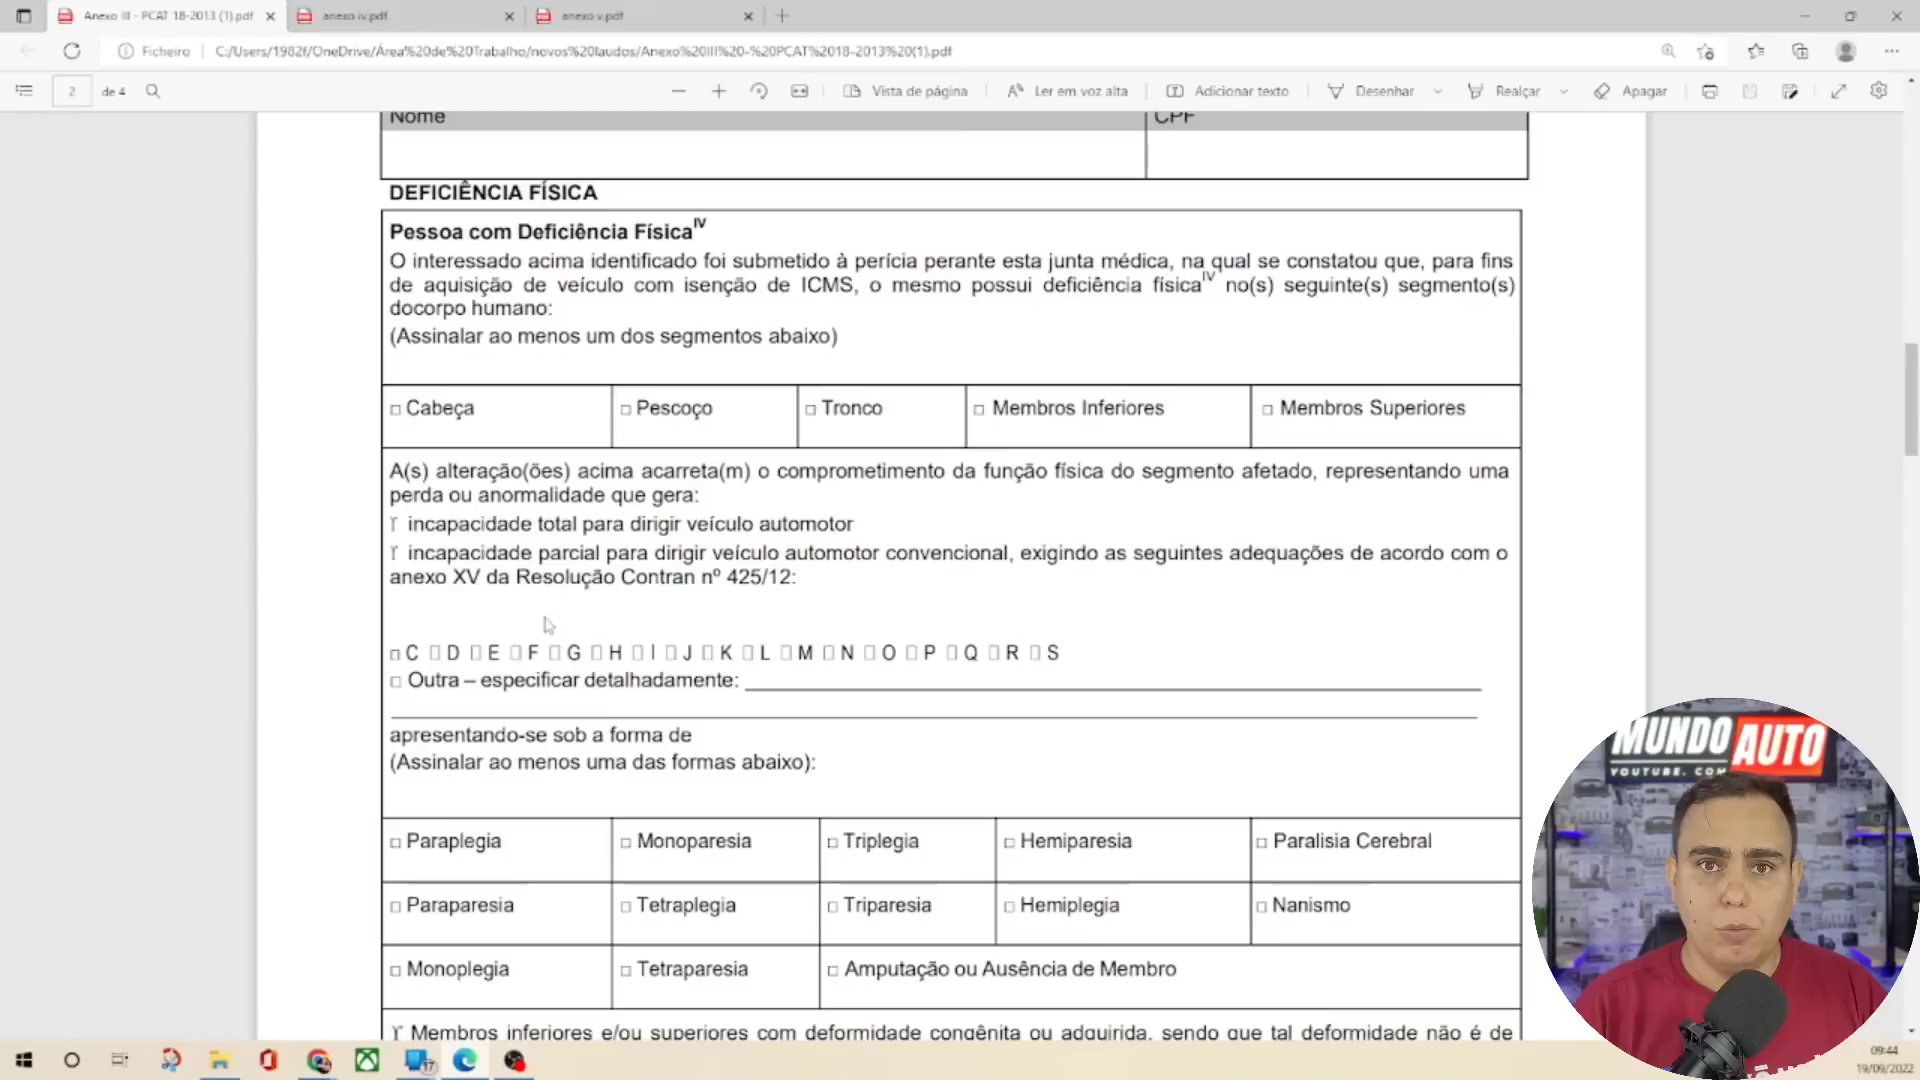 Anexo III - PCAT 18-2013 (1).pdf
anexo iv.pdf
anexo v.pdf
Ficheiro
C:/Users/1982f/OneDrive/Área%20de%20Trabalho/novos%20laudos/Anexo%20III%20-%20PCAT%2018-2013%20(1).pdf
2 de 4
Vista de página
Ler em voz alta
Adicionar texto
Desenhar
Realçar
Apagar
Nome CPF
DEFICIÊNCIA FÍSICA
Pessoa com Deficiência Física IV
O interessado acima identificado foi submetido à perícia perante esta junta médica, na qual se constatou que, para fins
de aquisição de veículo com isenção de ICMS, o mesmo possui deficiência física IV no(s) seguinte(s) segmento(s)
docorpo humano:
(Assinalar ao menos um dos segmentos abaixo)
□ Cabeça □ Pescoço □ Tronco □ Membros Inferiores □ Membros Superiores
A(s) alteração(ões) acima acarreta(m) o comprometimento da função física do segmento afetado, representando uma
perda ou anormalidade que gera:
ϒ incapacidade total para dirigir veículo automotor
ϒ incapacidade parcial para dirigir veículo automotor convencional, exigindo as seguintes adequações de acordo com o
anexo XV da Resolução Contran nº 425/12:
□ C □ D □ E □ F □ G □ H □ I □ J □ K □ L □ M □ N □ O □ P □ Q □ R □ S
□ Outra – especificar detalhadamente:
apresentando-se sob a forma de
(Assinalar ao menos uma das formas abaixo):
□ Paraplegia □ Monoparesia □ Triplegia □ Hemiparesia □ Paralisia Cerebral
□ Paraparesia □ Tetraplegia □ Triparesia □ Hemiplegia □ Nanismo
□ Monoplegia □ Tetraparesia □ Amputação ou Ausência de Membro
ϒ Membros inferiores e/ou superiores com deformidade congênita ou adquirida, sendo que tal deformidade não é de
MUNDO AUTO
YOUTUBE.COM
17
09:44
19/09/2022